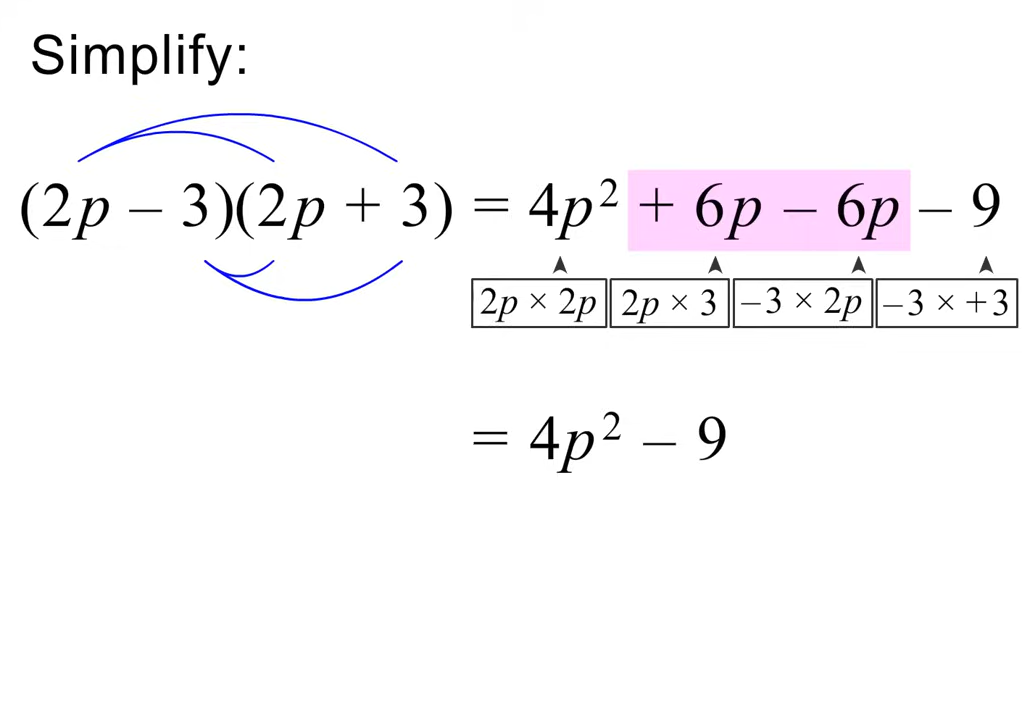 Simplify:
(2p – 3)(2p + 3) = 4p² + 6p – 6p – 9
2p × 2p 2p × 3 –3 × 2p –3 × +3
= 4p² – 9